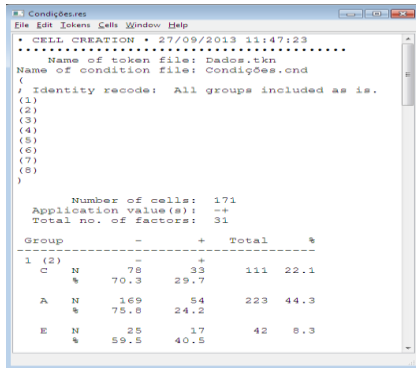 Condições.res
File Edit Tokens Cells Window Help
• CELL CREATION • 27/09/2013 11:47:23
••••••••••••••••••••••••••••••••••••••••••
Name of token file: Dados.tkn
Name of condition file: Condições.cnd
(
; Identity recode: All groups included as is.
(1)
(2)
(3)
(4)
(5)
(6)
(7)
(8)
)
Number of cells: 171
Application value(s): -+
Total no. of factors: 31
Group - + Total %
1 (2) - +
C N 78 33 111 22.1
% 70.3 29.7
A N 169 54 223 44.3
% 75.8 24.2
E N 25 17 42 8.3
% 59.5 40.5